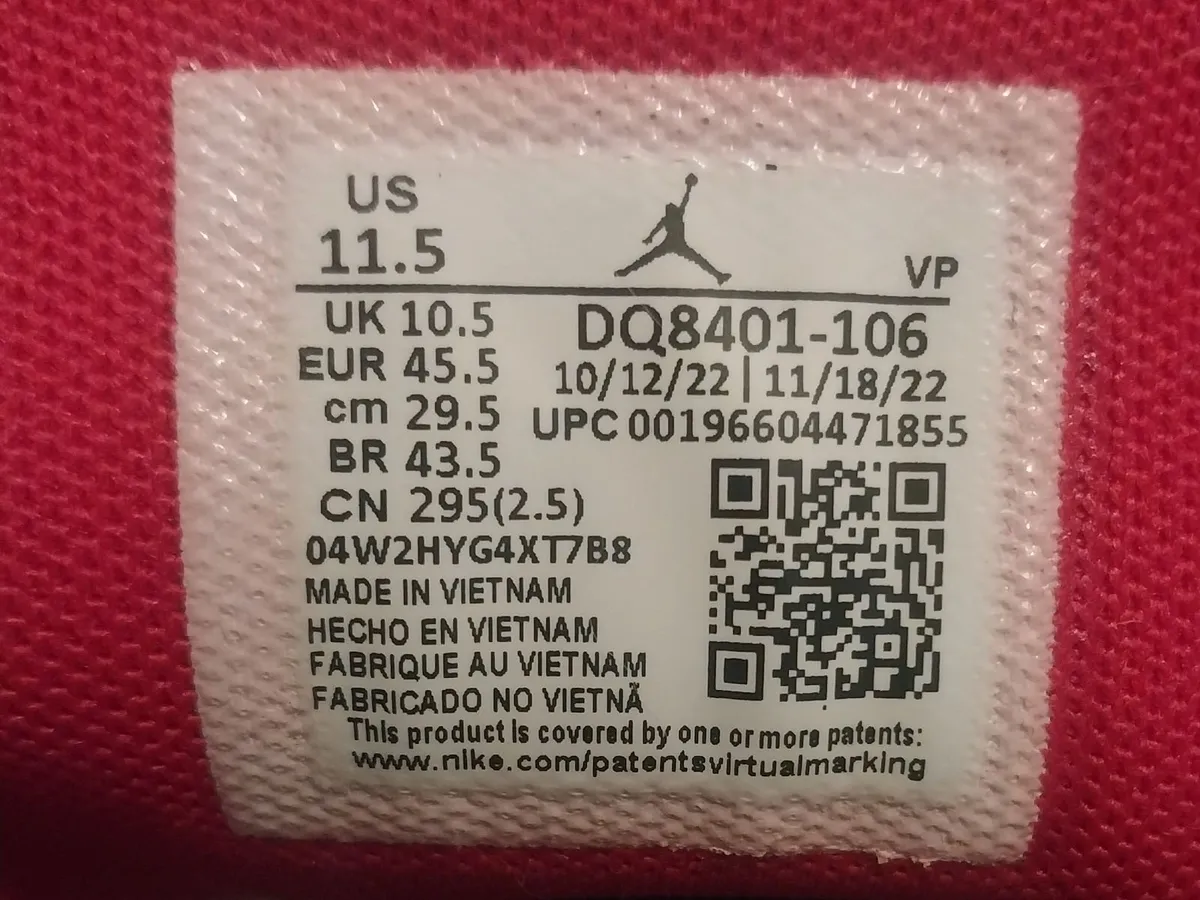 US
11.5
VP
UK 10.5
EUR 45.5
cm 29.5
BR 43.5
CN 295(2.5)
DQ8401-106
10/12/22 | 11/18/22
UPC 00196604471855
04W2HYG4XT7B8
MADE IN VIETNAM
HECHO EN VIETNAM
FABRIQUE AU VIETNAM
FABRICADO NO VIETNÃ
This product is covered by one or more patents:
www.nike.com/patentsvirtualmarking